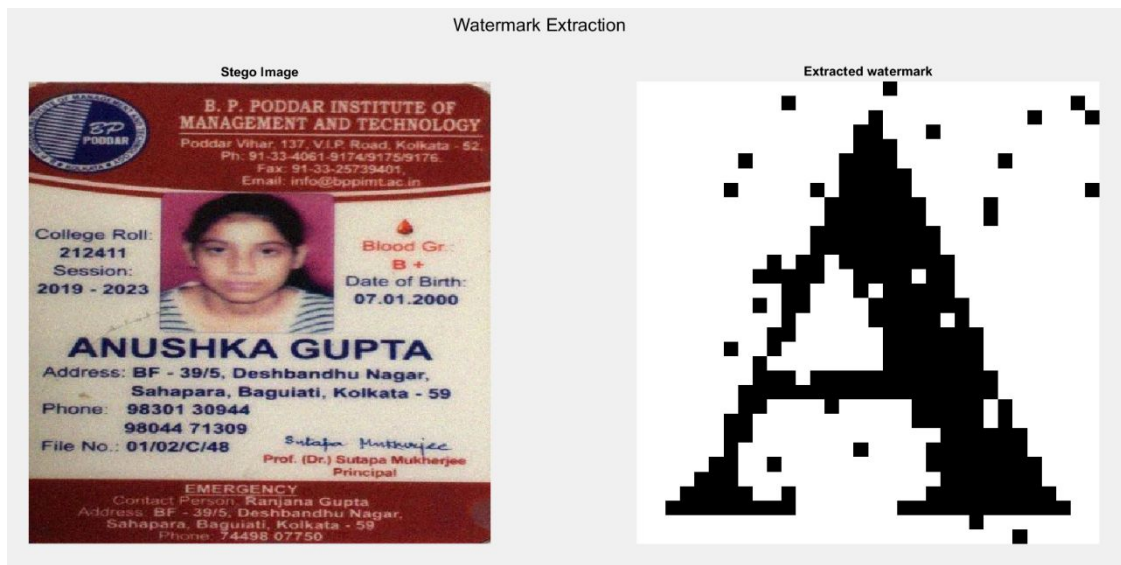 Watermark Extraction
Stego Image
BP
PODDAR
B. P. PODDAR INSTITUTE OF
MANAGEMENT AND TECHNOLOGY
Poddar Vihar, 137, V.I.P. Road, Kolkata - 52.
Ph: 91-33-4061-9174/9175/9176.
Fax: 91-33-25739401,
Email: info@bppimt.ac.in
College Roll:
212411
Session:
2019 - 2023
Blood Gr.:
B +
Date of Birth:
07.01.2000
ANUSHKA GUPTA
Address: BF - 39/5, Deshbandhu Nagar,
Sahapara, Baguiati, Kolkata - 59
Phone: 98301 30944
98044 71309
File No.: 01/02/C/48
Sutapa Mukherjee
Prof. (Dr.) Sutapa Mukherjee
Principal
EMERGENCY
Contact Person: Ranjana Gupta
Address: BF - 39/5, Deshbandhu Nagar,
Sahapara, Baguiati, Kolkata - 59
Phone: 74498 07750
Extracted watermark
A